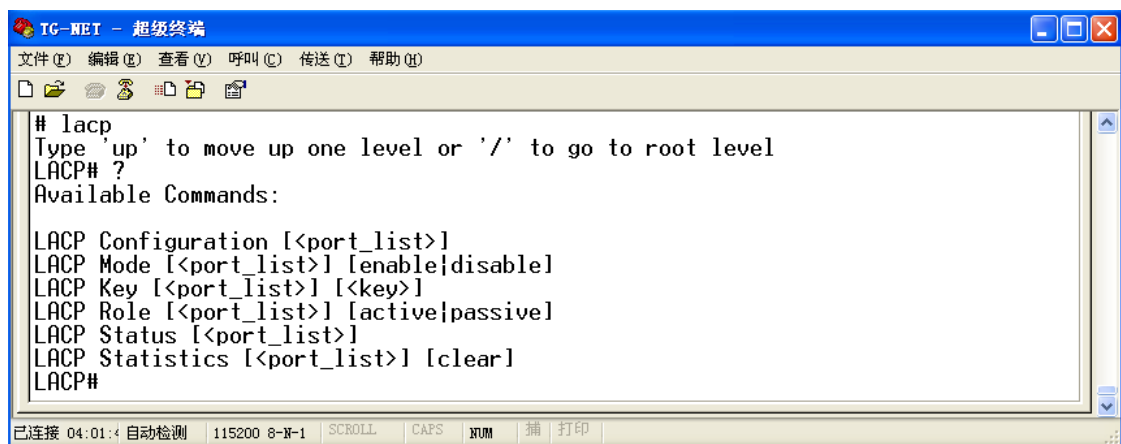 TG-NET - 超级终端
文件(F) 编辑(E) 查看(V) 呼叫(C) 传送(T) 帮助(H)
# lacp
Type 'up' to move up one level or '/' to go to root level
LACP# ?
Available Commands:
LACP Configuration [<port_list>]
LACP Mode [<port_list>] [enable|disable]
LACP Key [<port_list>] [<key>]
LACP Role [<port_list>] [active|passive]
LACP Status [<port_list>]
LACP Statistics [<port_list>] [clear]
LACP#
已连接 04:01:4 自动检测 115200 8-N-1 SCROLL CAPS NUM 捕 打印